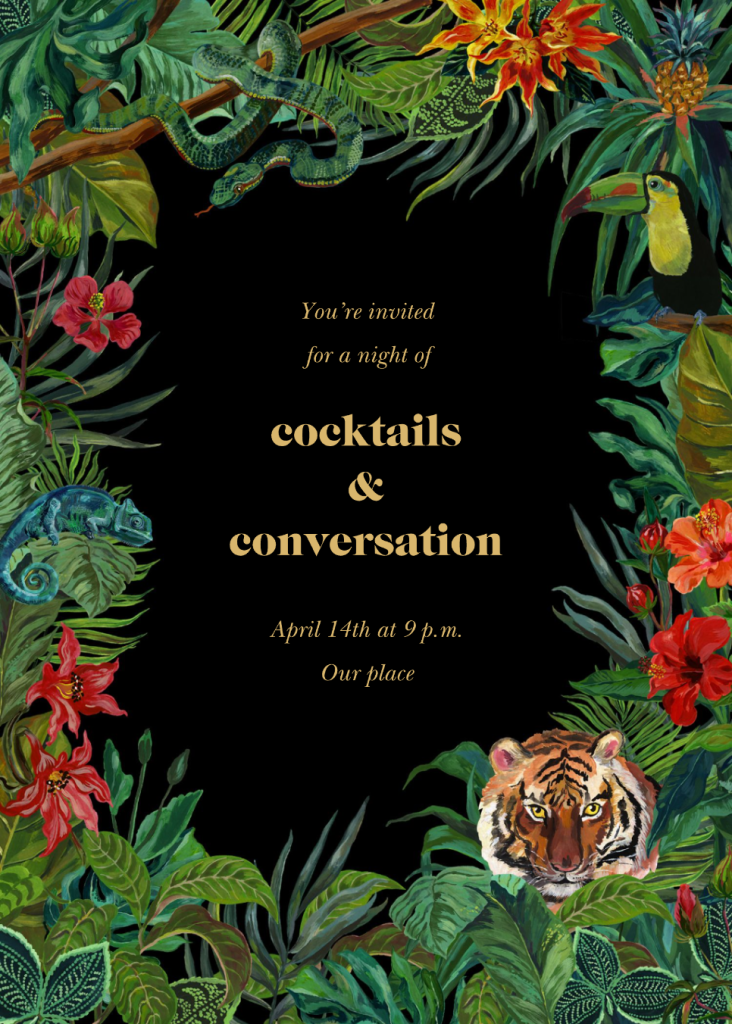 You’re invited
for a night of
cocktails
&
conversation
April 14th at 9 p.m.
Our place